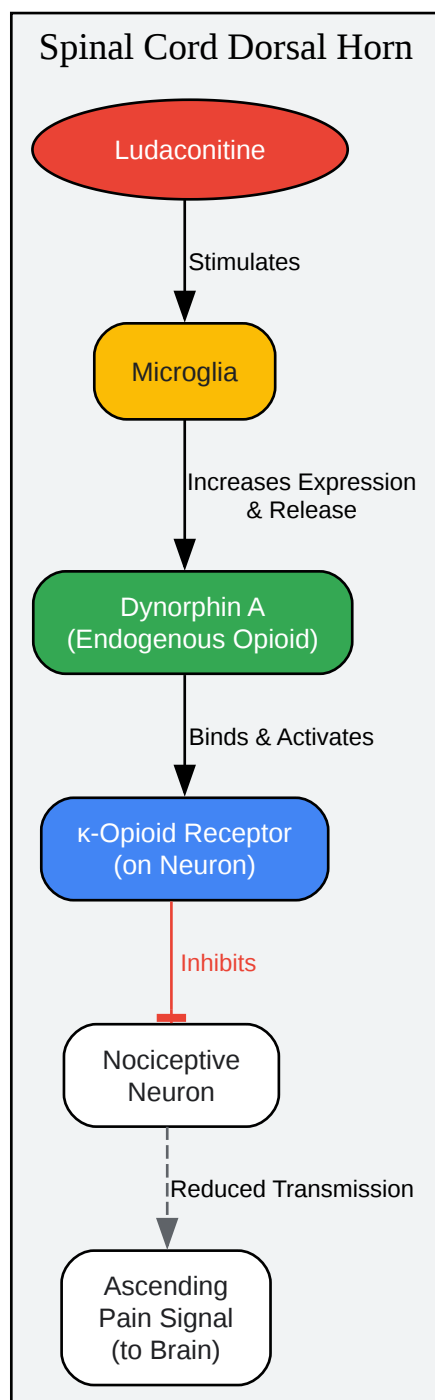 Spinal Cord Dorsal Horn
Ludaconitine
Stimulates
Microglia
Increases Expression
& Release
Dynorphin A
(Endogenous Opioid)
Binds & Activates
κ-Opioid Receptor
(on Neuron)
Inhibits
Nociceptive
Neuron
Reduced Transmission
Ascending
Pain Signal
(to Brain)